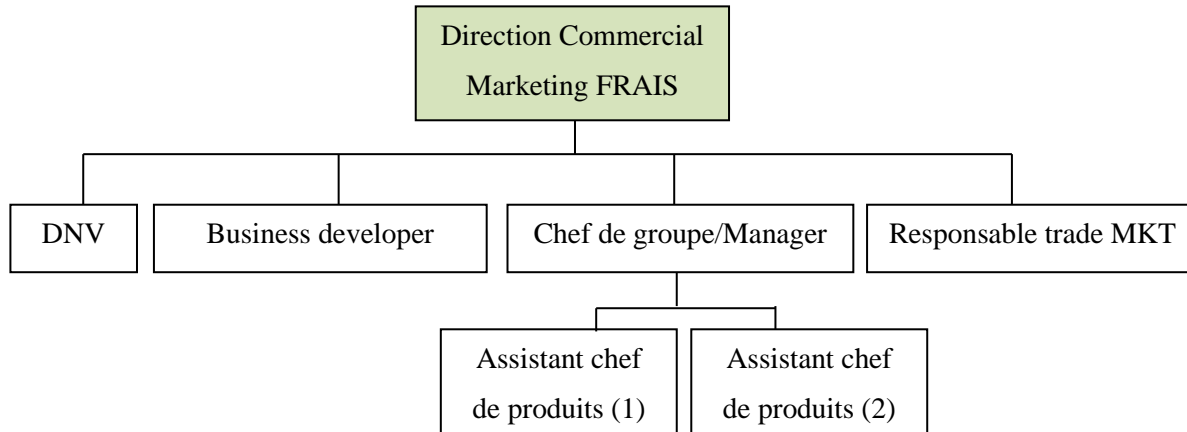 Direction Commercial
Marketing FRAIS
DNV
Business developer
Chef de groupe/Manager
Responsable trade MKT
Assistant chef
de produits (1)
Assistant chef
de produits (2)